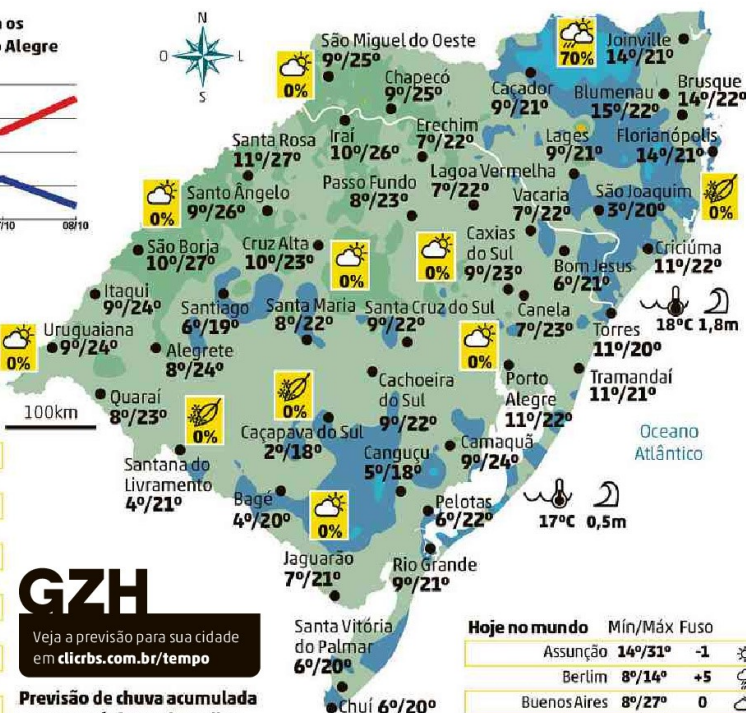 os
Alegre
08/10
N
O
L
S
São Miguel do Oeste
9º/25º
0%
Chapecó
9º/25º
70%
Joinville
14º/21º
Caçador
9º/21º
Blumenau
15º/22º
Brusque
14º/22º
Santa Rosa
11º/27º
Iraí
10º/26º
Erechim
7º/22º
Lages
9º/21º
Florianópolis
14º/21º
0%
Santo Ângelo
9º/26º
Passo Fundo
8º/23º
Lagoa Vermelha
7º/22º
Vacaria
7º/22º
São Joaquim
3º/20º
0%
São Borja
10º/27º
Cruz Alta
10º/23º
0%
0%
Caxias
do Sul
9º/23º
Bom Jesus
6º/21º
Criciúma
11º/22º
Itaqui
9º/24º
Santiago
6º/19º
Santa Maria
8º/22º
Santa Cruz do Sul
9º/22º
Canela
7º/23º
18ºC 1,8m
Torres
11º/20º
0%
Uruguaiana
9º/24º
Alegrete
8º/24º
0%
Quaraí
8º/23º
0%
Cachoeira
do Sul
9º/22º
Porto
Alegre
11º/22º
Tramandaí
11º/21º
100km
0%
Caçapava do Sul
2º/18º
Canguçu
5º/18º
Camaquã
9º/24º
Oceano
Atlântico
Santana do
Livramento
4º/21º
Bagé
4º/20º
0%
Pelotas
6º/22º
17ºC 0,5m
Jaguarão
7º/21º
Rio Grande
9º/21º
GZH
Veja a previsão para sua cidade
em clicrbs.com.br/tempo
Santa Vitória
do Palmar
6º/20º
Chuí 6º/20º
Previsão de chuva acumulada
Hoje no mundo Mín/Máx Fuso
Assunção 14º/31º -1
Berlim 8º/14º +5
Buenos Aires 8º/27º 0